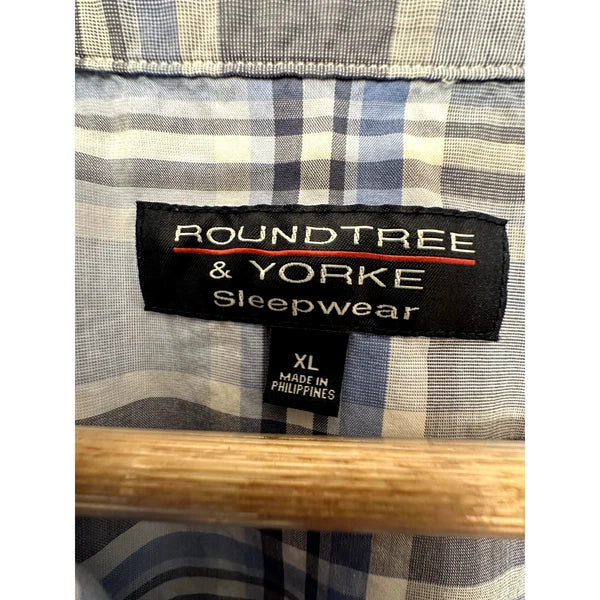 ROUNDTREE
& YORKE
Sleepwear
XL
MADE IN
PHILIPPINES